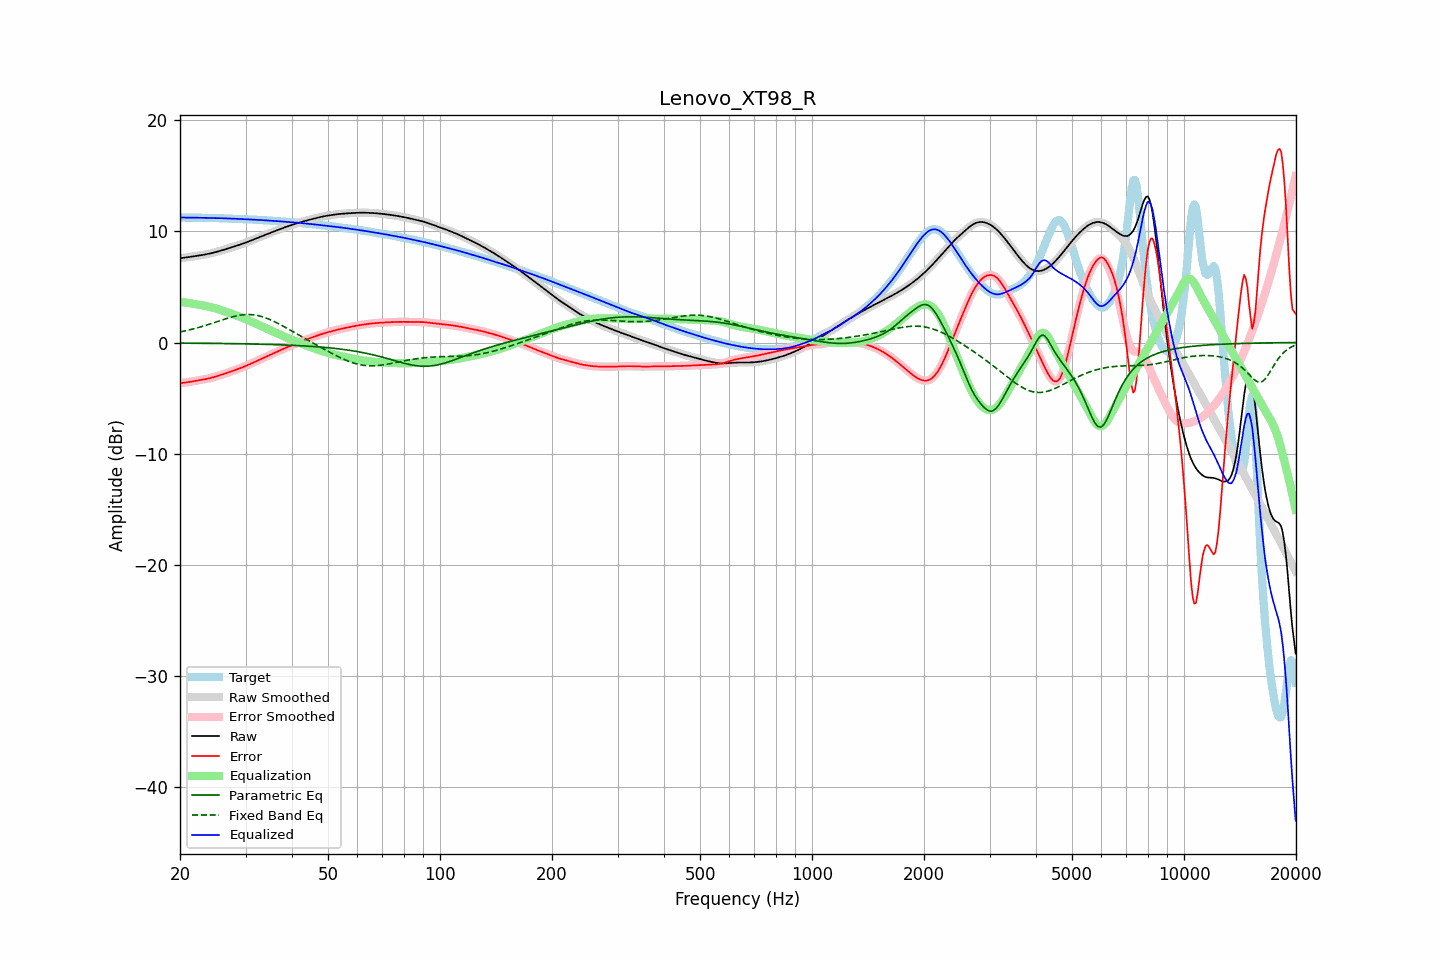 Lenovo_XT98_R
20
10
0
−10
−20
−30
−40
Amplitude (dBr)
Target
Raw Smoothed
Error Smoothed
Raw
Error
Equalization
Parametric Eq
Fixed Band Eq
Equalized
20 50 100 200 500 1000 2000 5000 10000 20000
Frequency (Hz)